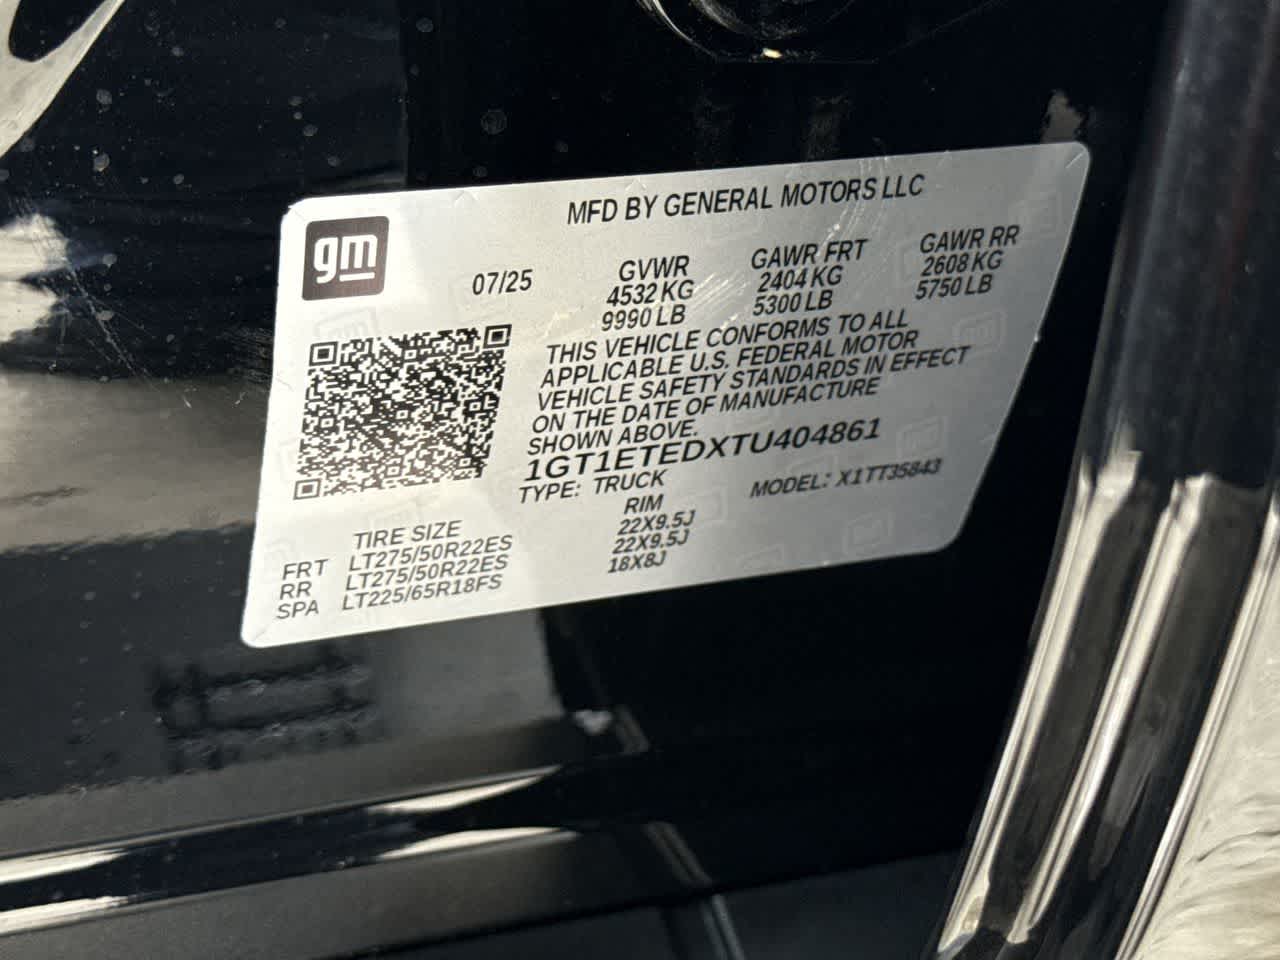 MFD BY GENERAL MOTORS LLC
gm
07/25
GVWR GAWR FRT GAWR RR
4532 KG 2404 KG 2608 KG
9990 LB 5300 LB 5750 LB
THIS VEHICLE CONFORMS TO ALL
APPLICABLE U.S. FEDERAL MOTOR
VEHICLE SAFETY STANDARDS IN EFFECT
ON THE DATE OF MANUFACTURE
SHOWN ABOVE.
1GT1ETEDXTU404861
TYPE: TRUCK MODEL: X1TT35843
TIRE SIZE RIM
FRT LT275/50R22ES 22X9.5J
RR LT275/50R22ES 22X9.5J
SPA LT225/65R18FS 18X8J